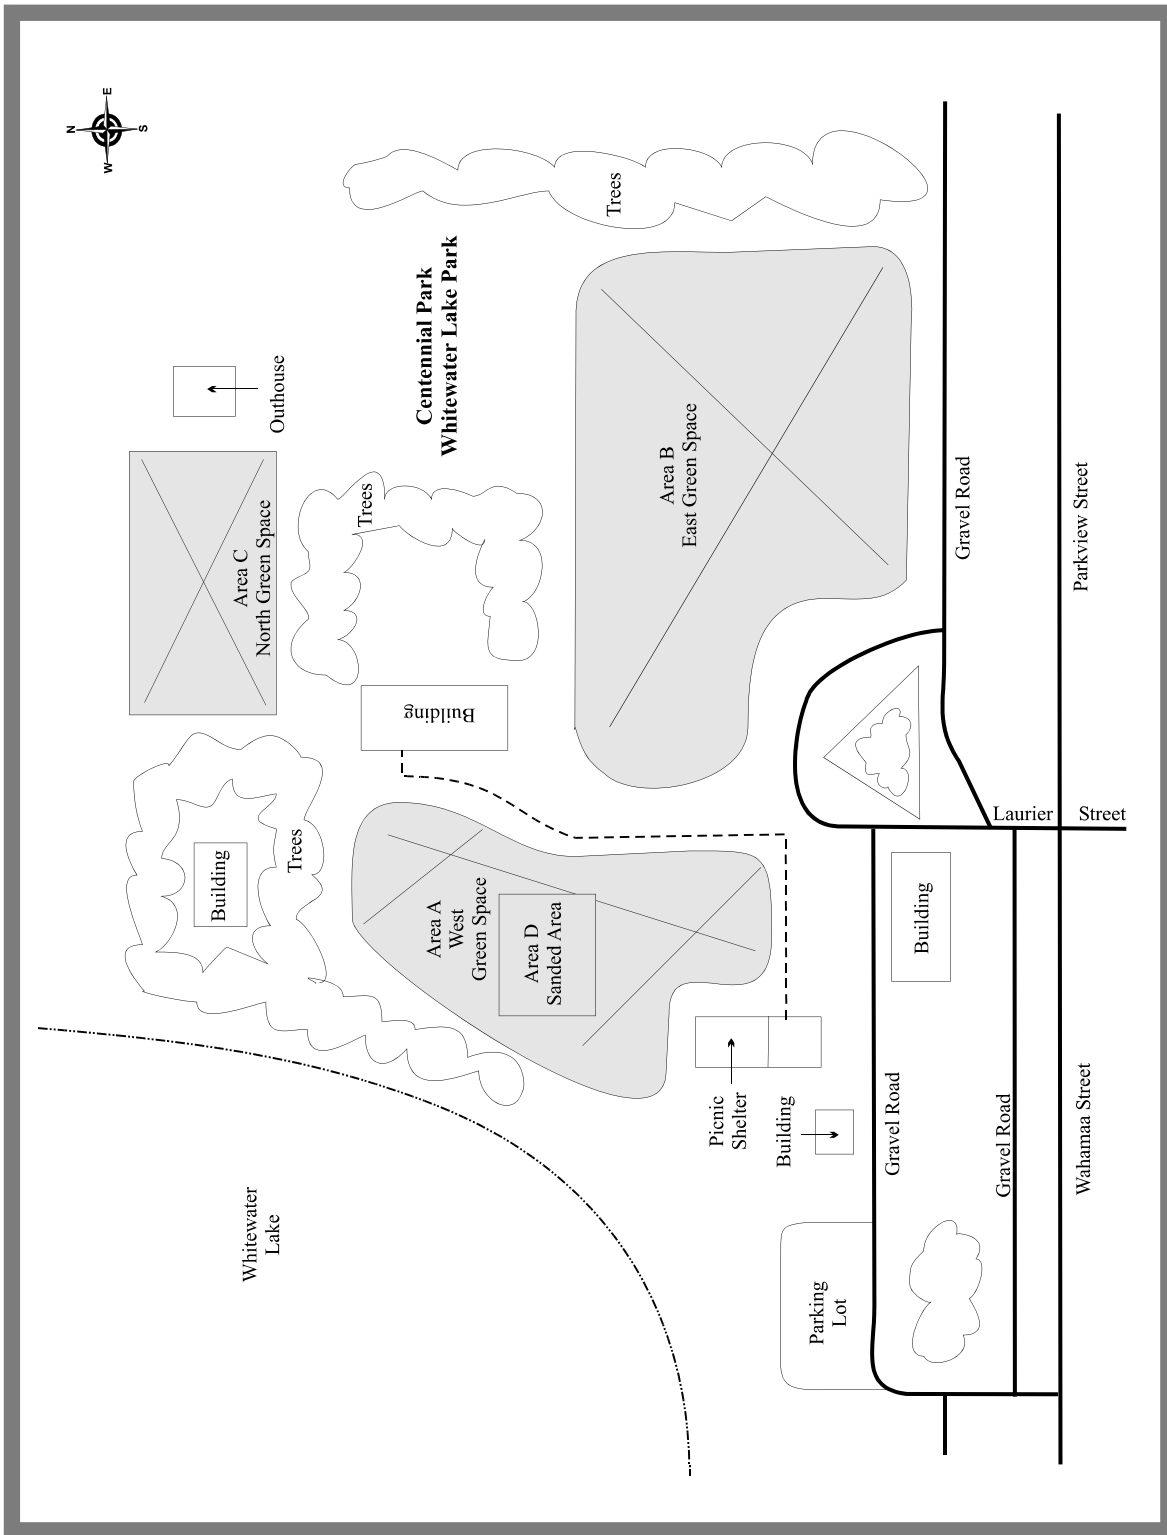 N
E
S
W
Trees
Centennial Park
Whitewater Lake Park
Outhouse
Area C
North Green Space
Trees
Area B
East Green Space
Gravel Road
Parkview Street
Building
Building
Trees
Area A
West
Green Space
Area D
Sanded Area
Laurier Street
Building
Picnic
Shelter
Building
Gravel Road
Gravel Road
Wahamaa Street
Whitewater
Lake
Parking
Lot